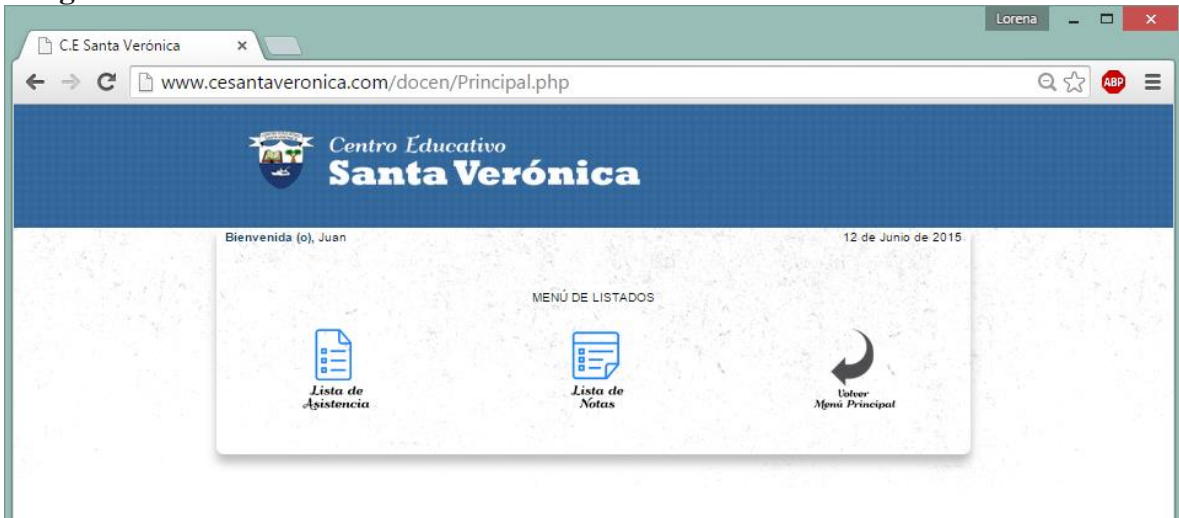 Lorena
C.E Santa Verónica
www.cesantaveronica.com/docen/Principal.php
ABP
Centro Educativo
Santa Verónica
Bienvenida (o), Juan
12 de Junio de 2015
MENÚ DE LISTADOS
Lista de
Asistencia
Lista de
Notas
Volver
Menú Principal